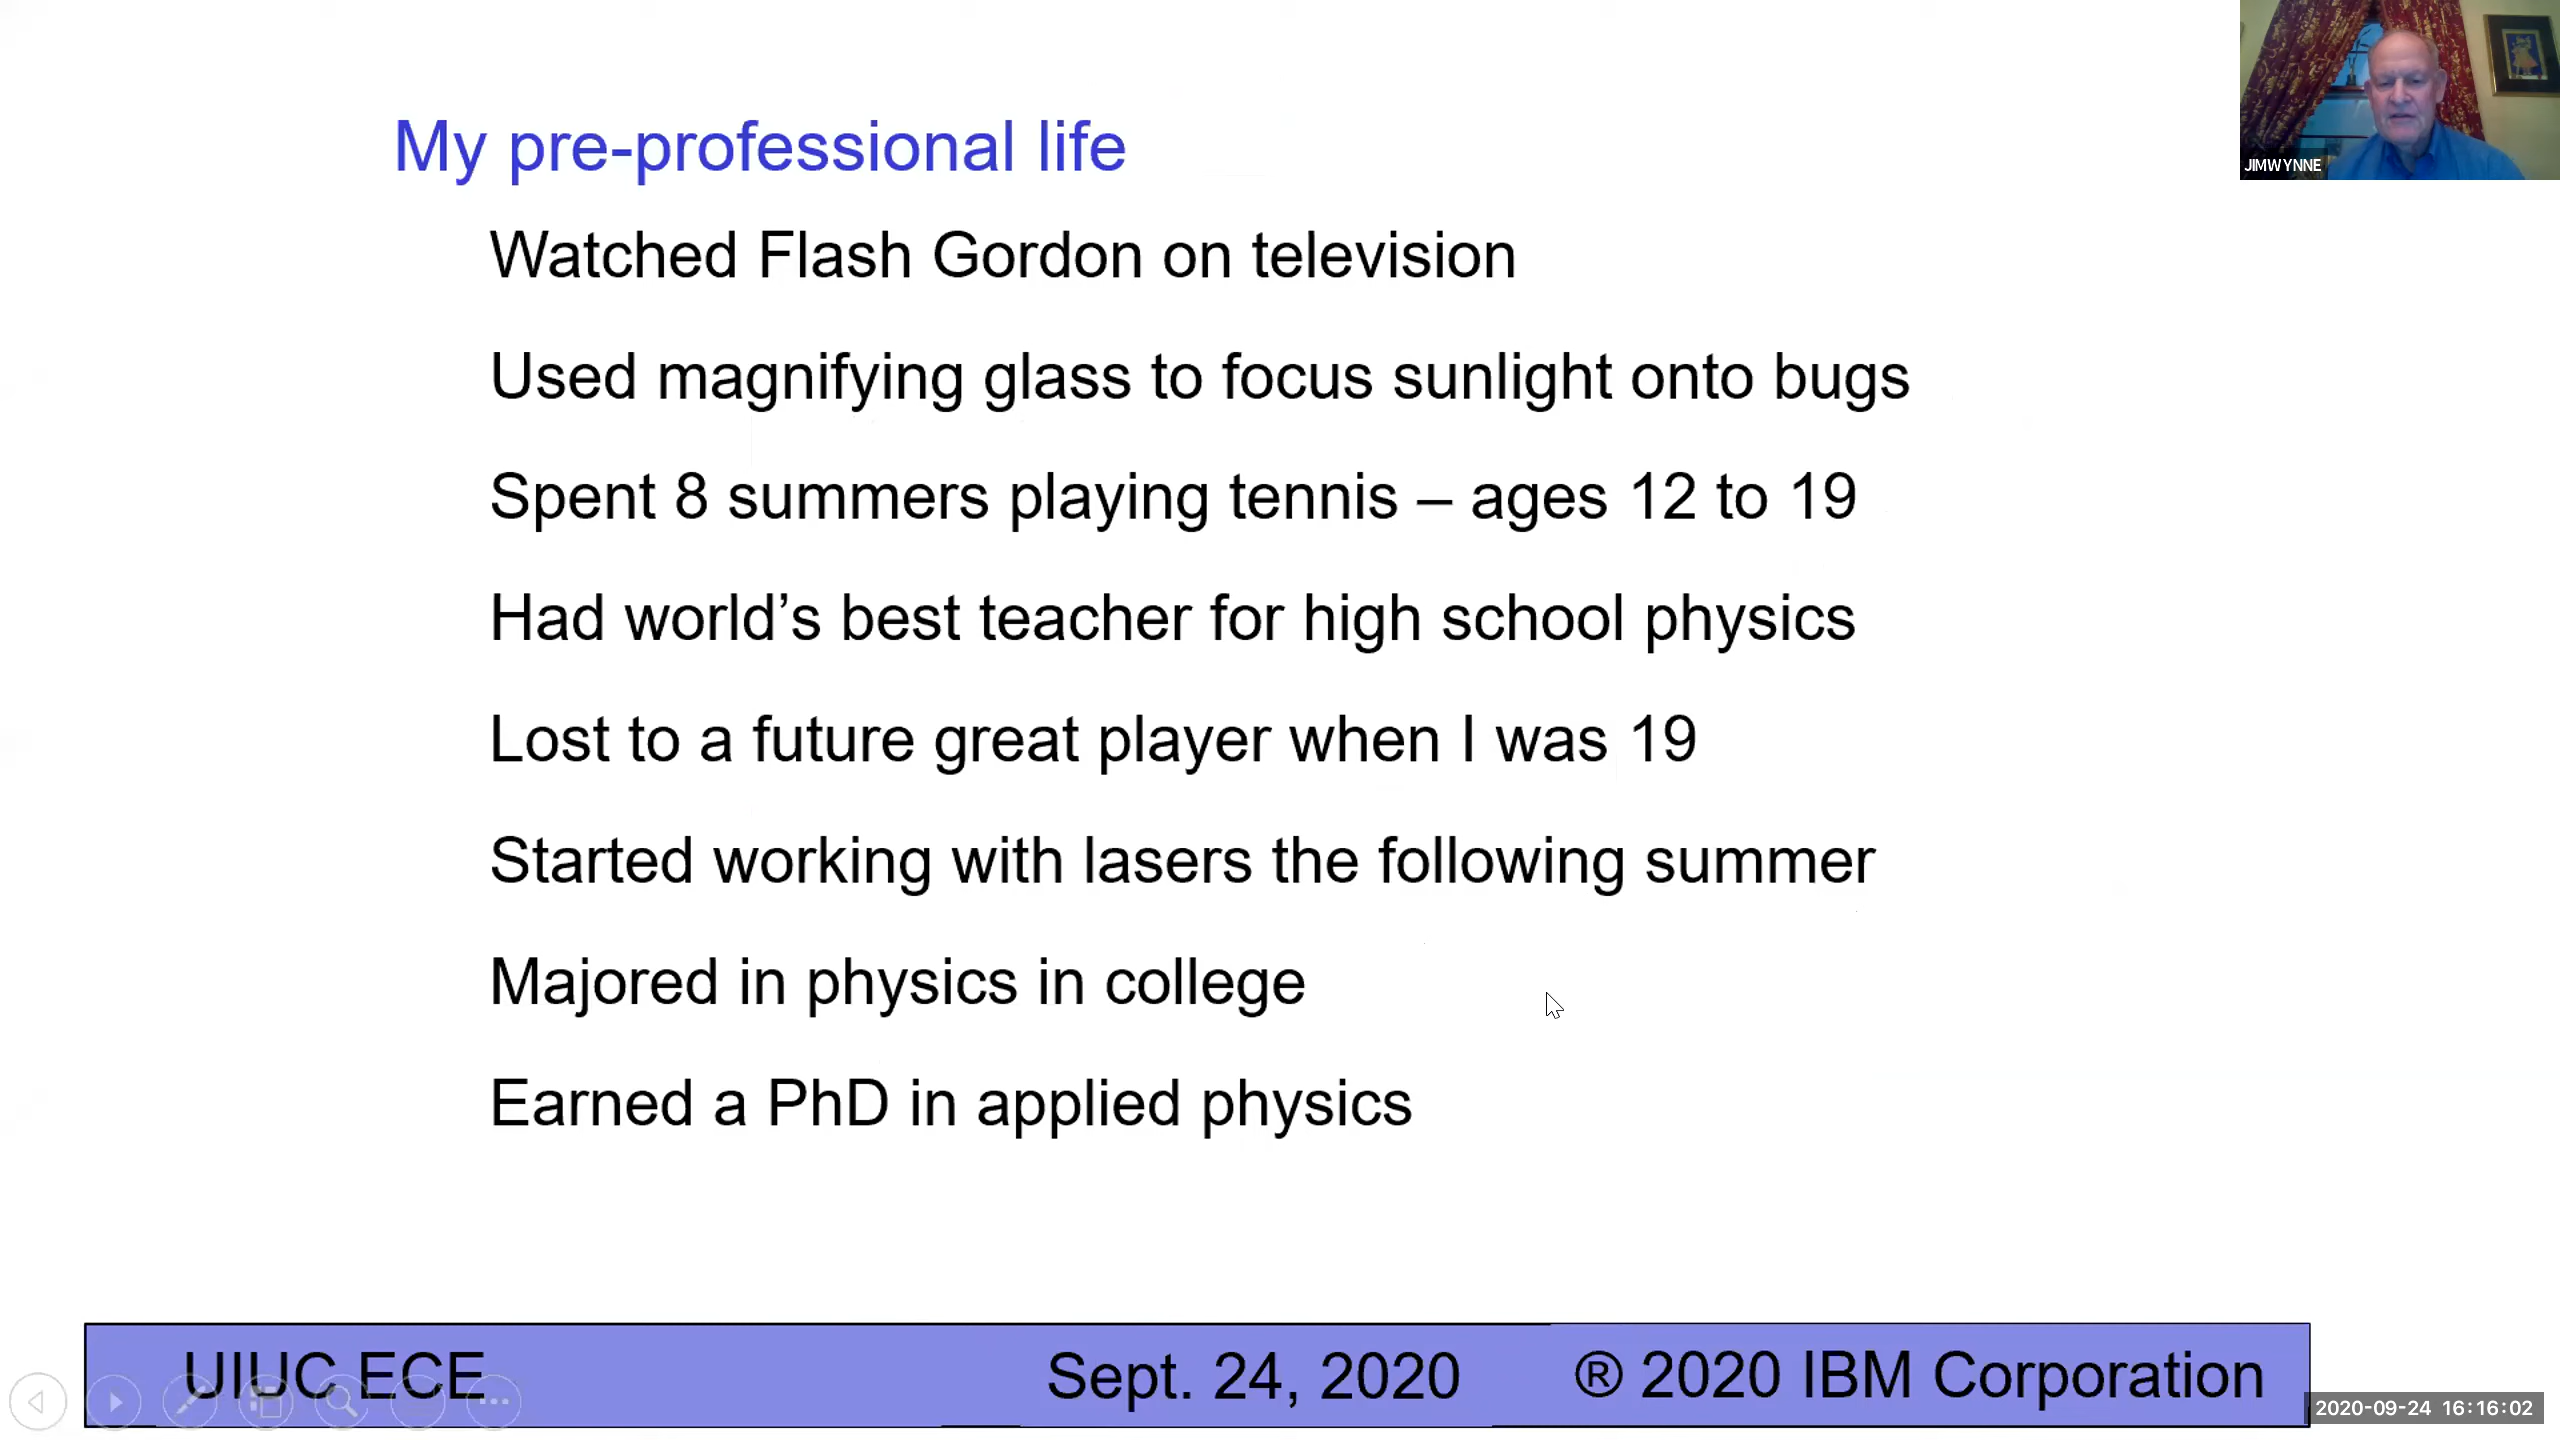 My pre-professional life
JIMWYNNE
Watched Flash Gordon on television
Used magnifying glass to focus sunlight onto bugs
Spent 8 summers playing tennis – ages 12 to 19
Had world’s best teacher for high school physics
Lost to a future great player when I was 19
Started working with lasers the following summer
Majored in physics in college
Earned a PhD in applied physics
UIUC ECE Sept. 24, 2020 ® 2020 IBM Corporation
2020-09-24 16:16:02